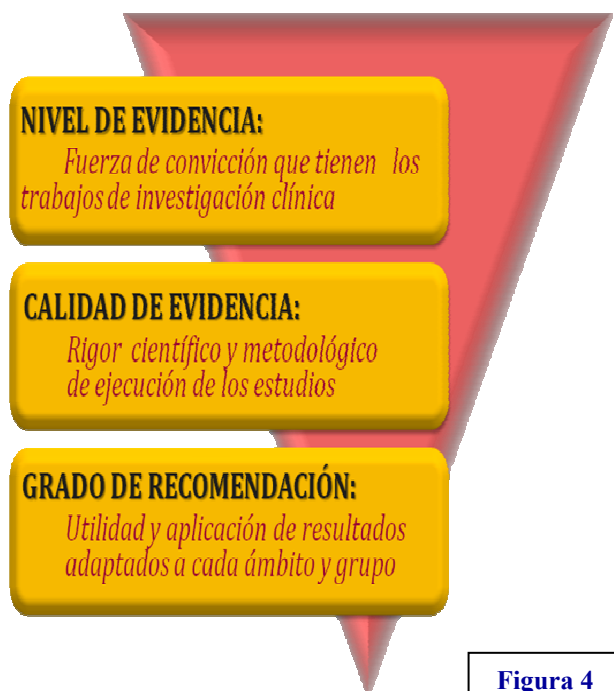 NIVEL DE EVIDENCIA:
Fuerza de convicción que tienen los
trabajos de investigación clínica
CALIDAD DE EVIDENCIA:
Rigor científico y metodológico
de ejecución de los estudios
GRADO DE RECOMENDACIÓN:
Utilidad y aplicación de resultados
adaptados a cada ámbito y grupo
Figura 4